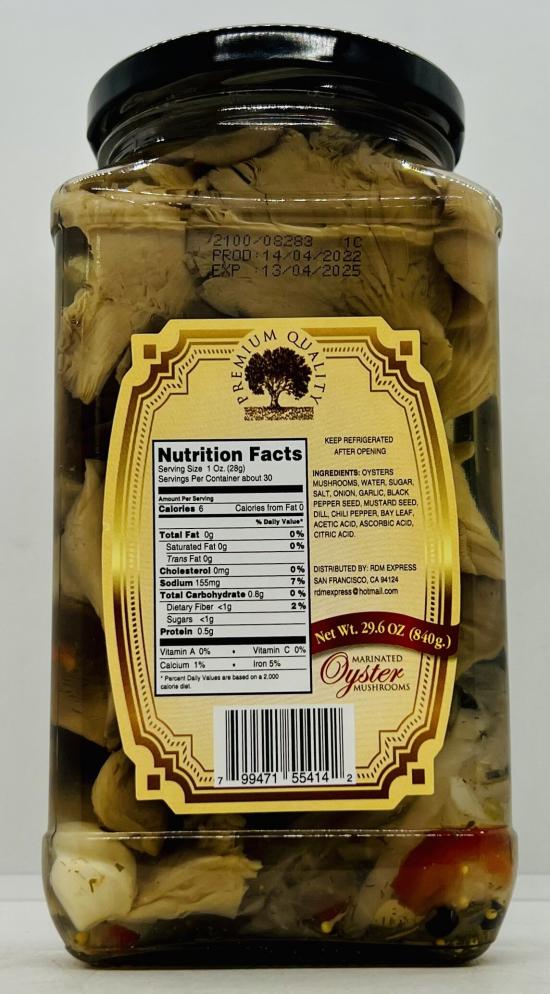 2100/08283 1C
PROD:14/04/2022
EXP :13/04/2025
PREMIUM QUALITY
Nutrition Facts
Serving Size 1 Oz. (28g)
Servings Per Container about 30
Amount Per Serving
Calories 6 Calories from Fat 0
% Daily Value*
Total Fat 0g 0%
Saturated Fat 0g 0%
Trans Fat 0g
Cholesterol 0mg 0%
Sodium 155mg 7%
Total Carbohydrate 0.8g 0%
Dietary Fiber <1g 2%
Sugars <1g
Protein 0.5g
Vitamin A 0% • Vitamin C 0%
Calcium 1% • Iron 5%
* Percent Daily Values are based on a 2,000
calorie diet.
KEEP REFRIGERATED
AFTER OPENING
INGREDIENTS: OYSTERS
MUSHROOMS, WATER, SUGAR,
SALT, ONION, GARLIC, BLACK
PEPPER SEED, MUSTARD SEED,
DILL, CHILI PEPPER, BAY LEAF,
ACETIC ACID, ASCORBIC ACID,
CITRIC ACID.
DISTRIBUTED BY: RDM EXPRESS
SAN FRANCISCO, CA 94124
rdmexpress@hotmail.com
Net Wt. 29.6 OZ (840g.)
MARINATED
Oyster
MUSHROOMS
7 99471 55414 2